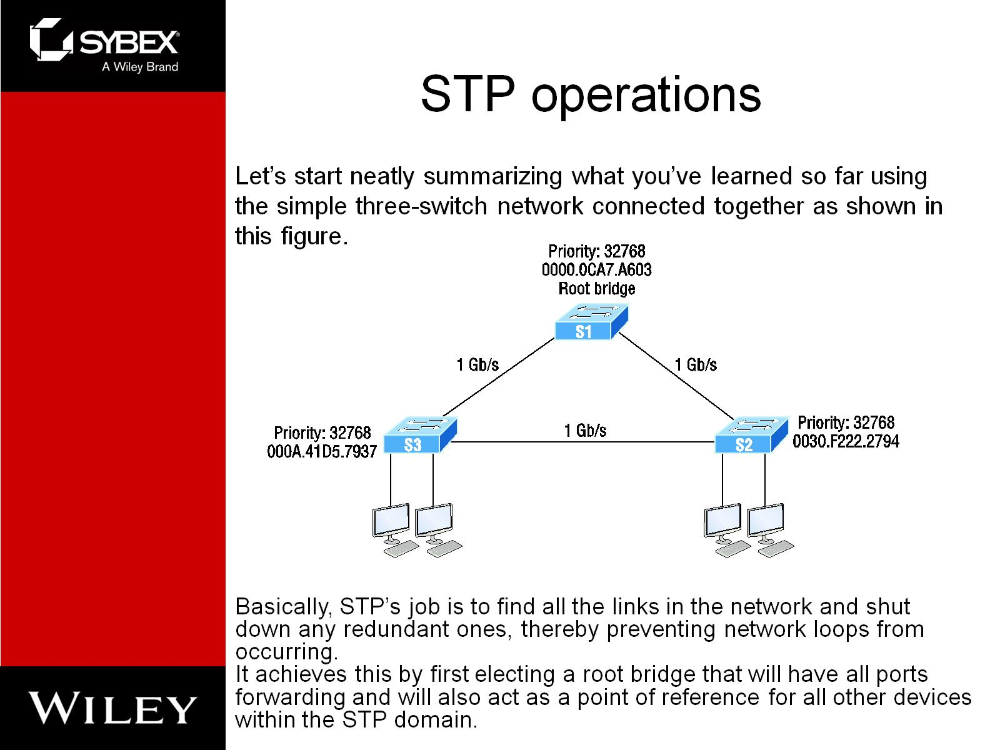 SYBEX®
A Wiley Brand
STP operations
Let’s start neatly summarizing what you’ve learned so far using
the simple three-switch network connected together as shown in
this figure.
Priority: 32768
0000.0CA7.A603
Root bridge
S1
1 Gb/s
1 Gb/s
Priority: 32768
000A.41D5.7937
S3
1 Gb/s
S2
Priority: 32768
0030.F222.2794
Basically, STP’s job is to find all the links in the network and shut
down any redundant ones, thereby preventing network loops from
occurring.
It achieves this by first electing a root bridge that will have all ports
forwarding and will also act as a point of reference for all other devices
within the STP domain.
WILEY